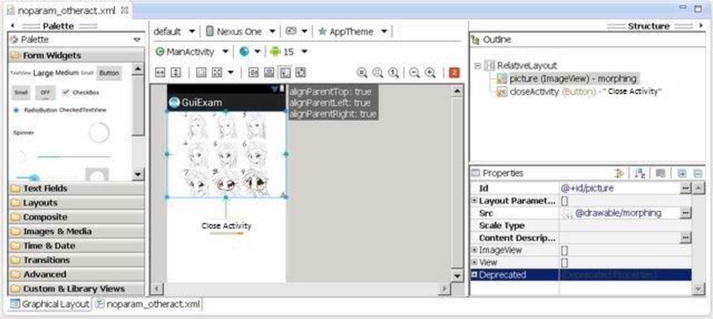 noparam_otheract.xml
Palette
Palette
Form Widgets
TextView Large Medium Small Button
Small OFF CheckBox
RadioButton CheckedTextView
Spinner
Text Fields
Layouts
Composite
Images & Media
Time & Date
Transitions
Advanced
Custom & Library Views
Graphical Layout
noparam_otheract.xml
default
Nexus One
AppTheme
MainActivity
15
2
GuiExam
alignParentTop: true
alignParentLeft: true
alignParentRight: true
Close Activity
Structure
Outline
RelativeLayout
picture (ImageView) - morphing
closeActivity (Button) - "Close Activity"
Properties
Id @+id/picture
Layout Paramet... []
Src @drawable/morphing
Scale Type
Content Descrip...
ImageView []
View []
Deprecated